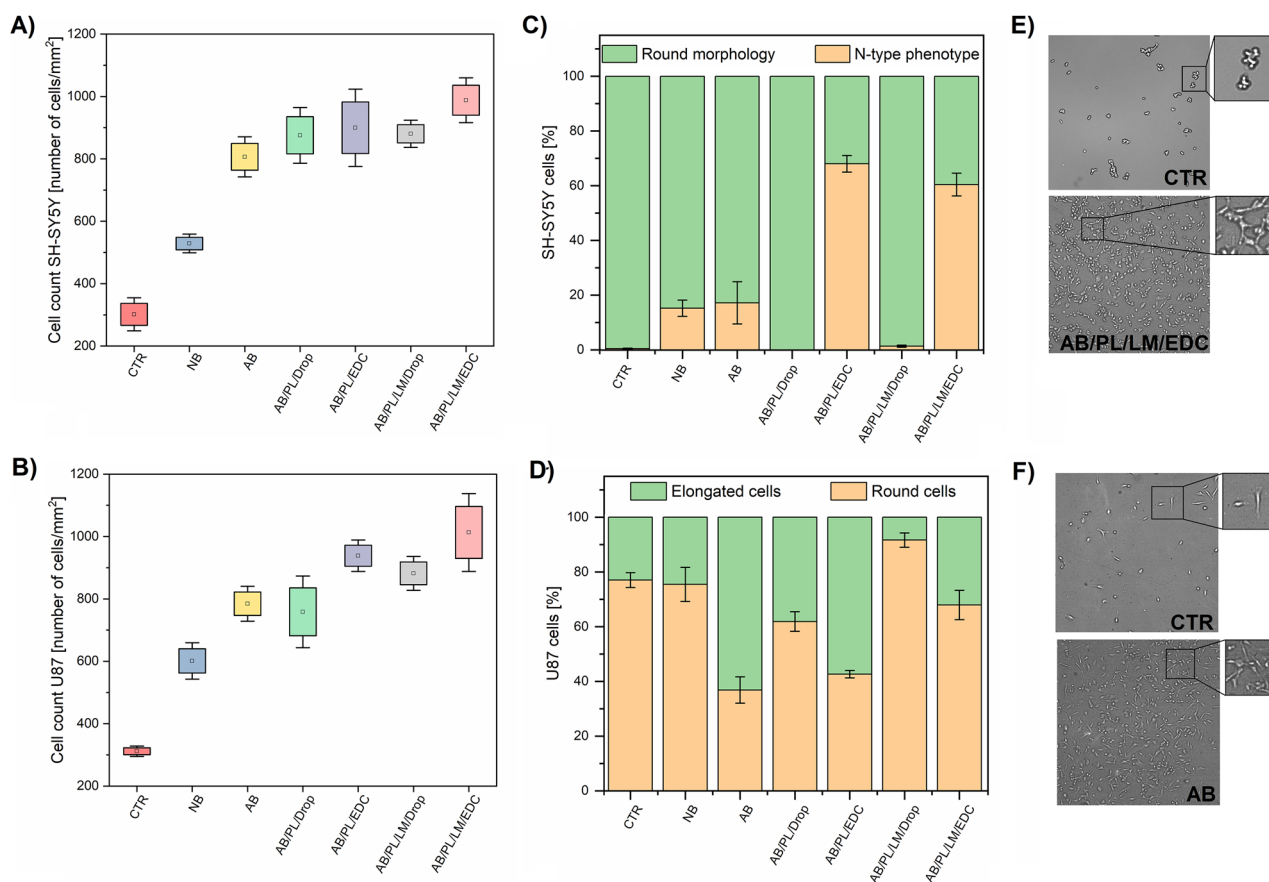 A)
Cell count SH-SY5Y [number of cells/mm²]
1200
1000
800
600
400
200
CTR
NB
AB
AB/PL/Drop
AB/PL/EDC
AB/PL/LM/Drop
AB/PL/LM/EDC
C)
Round morphology
N-type phenotype
SH-SY5Y cells [%]
100
80
60
40
20
0
CTR
NB
AB
AB/PL/Drop
AB/PL/EDC
AB/PL/LM/Drop
AB/PL/LM/EDC
E)
CTR
AB/PL/LM/EDC
B)
Cell count U87 [number of cells/mm²]
1200
1000
800
600
400
200
CTR
NB
AB
AB/PL/Drop
AB/PL/EDC
AB/PL/LM/Drop
AB/PL/LM/EDC
D)
Elongated cells
Round cells
U87 cells [%]
100
80
60
40
20
0
CTR
NB
AB
AB/PL/Drop
AB/PL/EDC
AB/PL/LM/Drop
AB/PL/LM/EDC
F)
CTR
AB